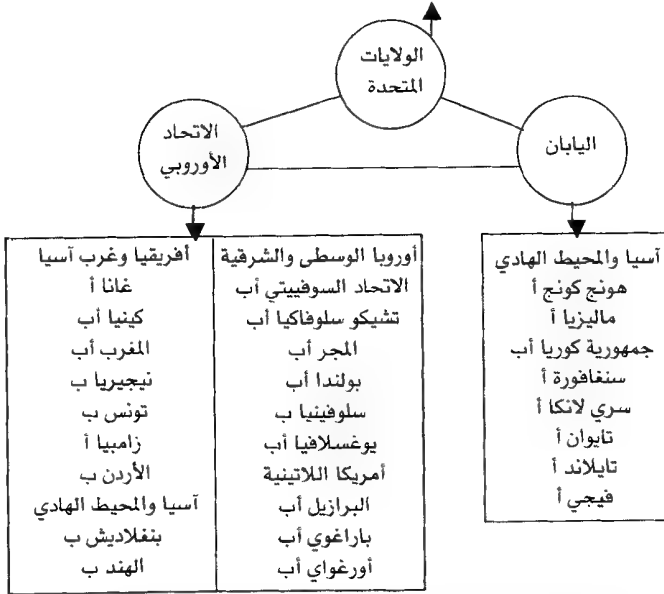 الولايات
المتحدة
اليابان
الاتحاد
الأوروبي
آسيا والمحيط الهادي
هونج كونج أ
ماليزيا أ
جمهورية كوريا أب
سنغافورة أ
سري لانكا أ
تايوان أ
تايلاند أ
فيجي أ
أوروبا الوسطى والشرقية
الاتحاد السوفييتي أب
تشيكو سلوفاكيا أب
المجر أب
بولندا أب
سلوفينيا ب
يوغسلافيا أب
أمريكا اللاتينية
البرازيل أب
باراغوي أب
أورغواي أب
أفريقيا وغرب آسيا
غانا أ
كينيا أب
المغرب أب
نيجيريا ب
تونس ب
زامبيا أ
الأردن ب
آسيا والمحيط الهادي
بنغلاديش ب
الهند ب